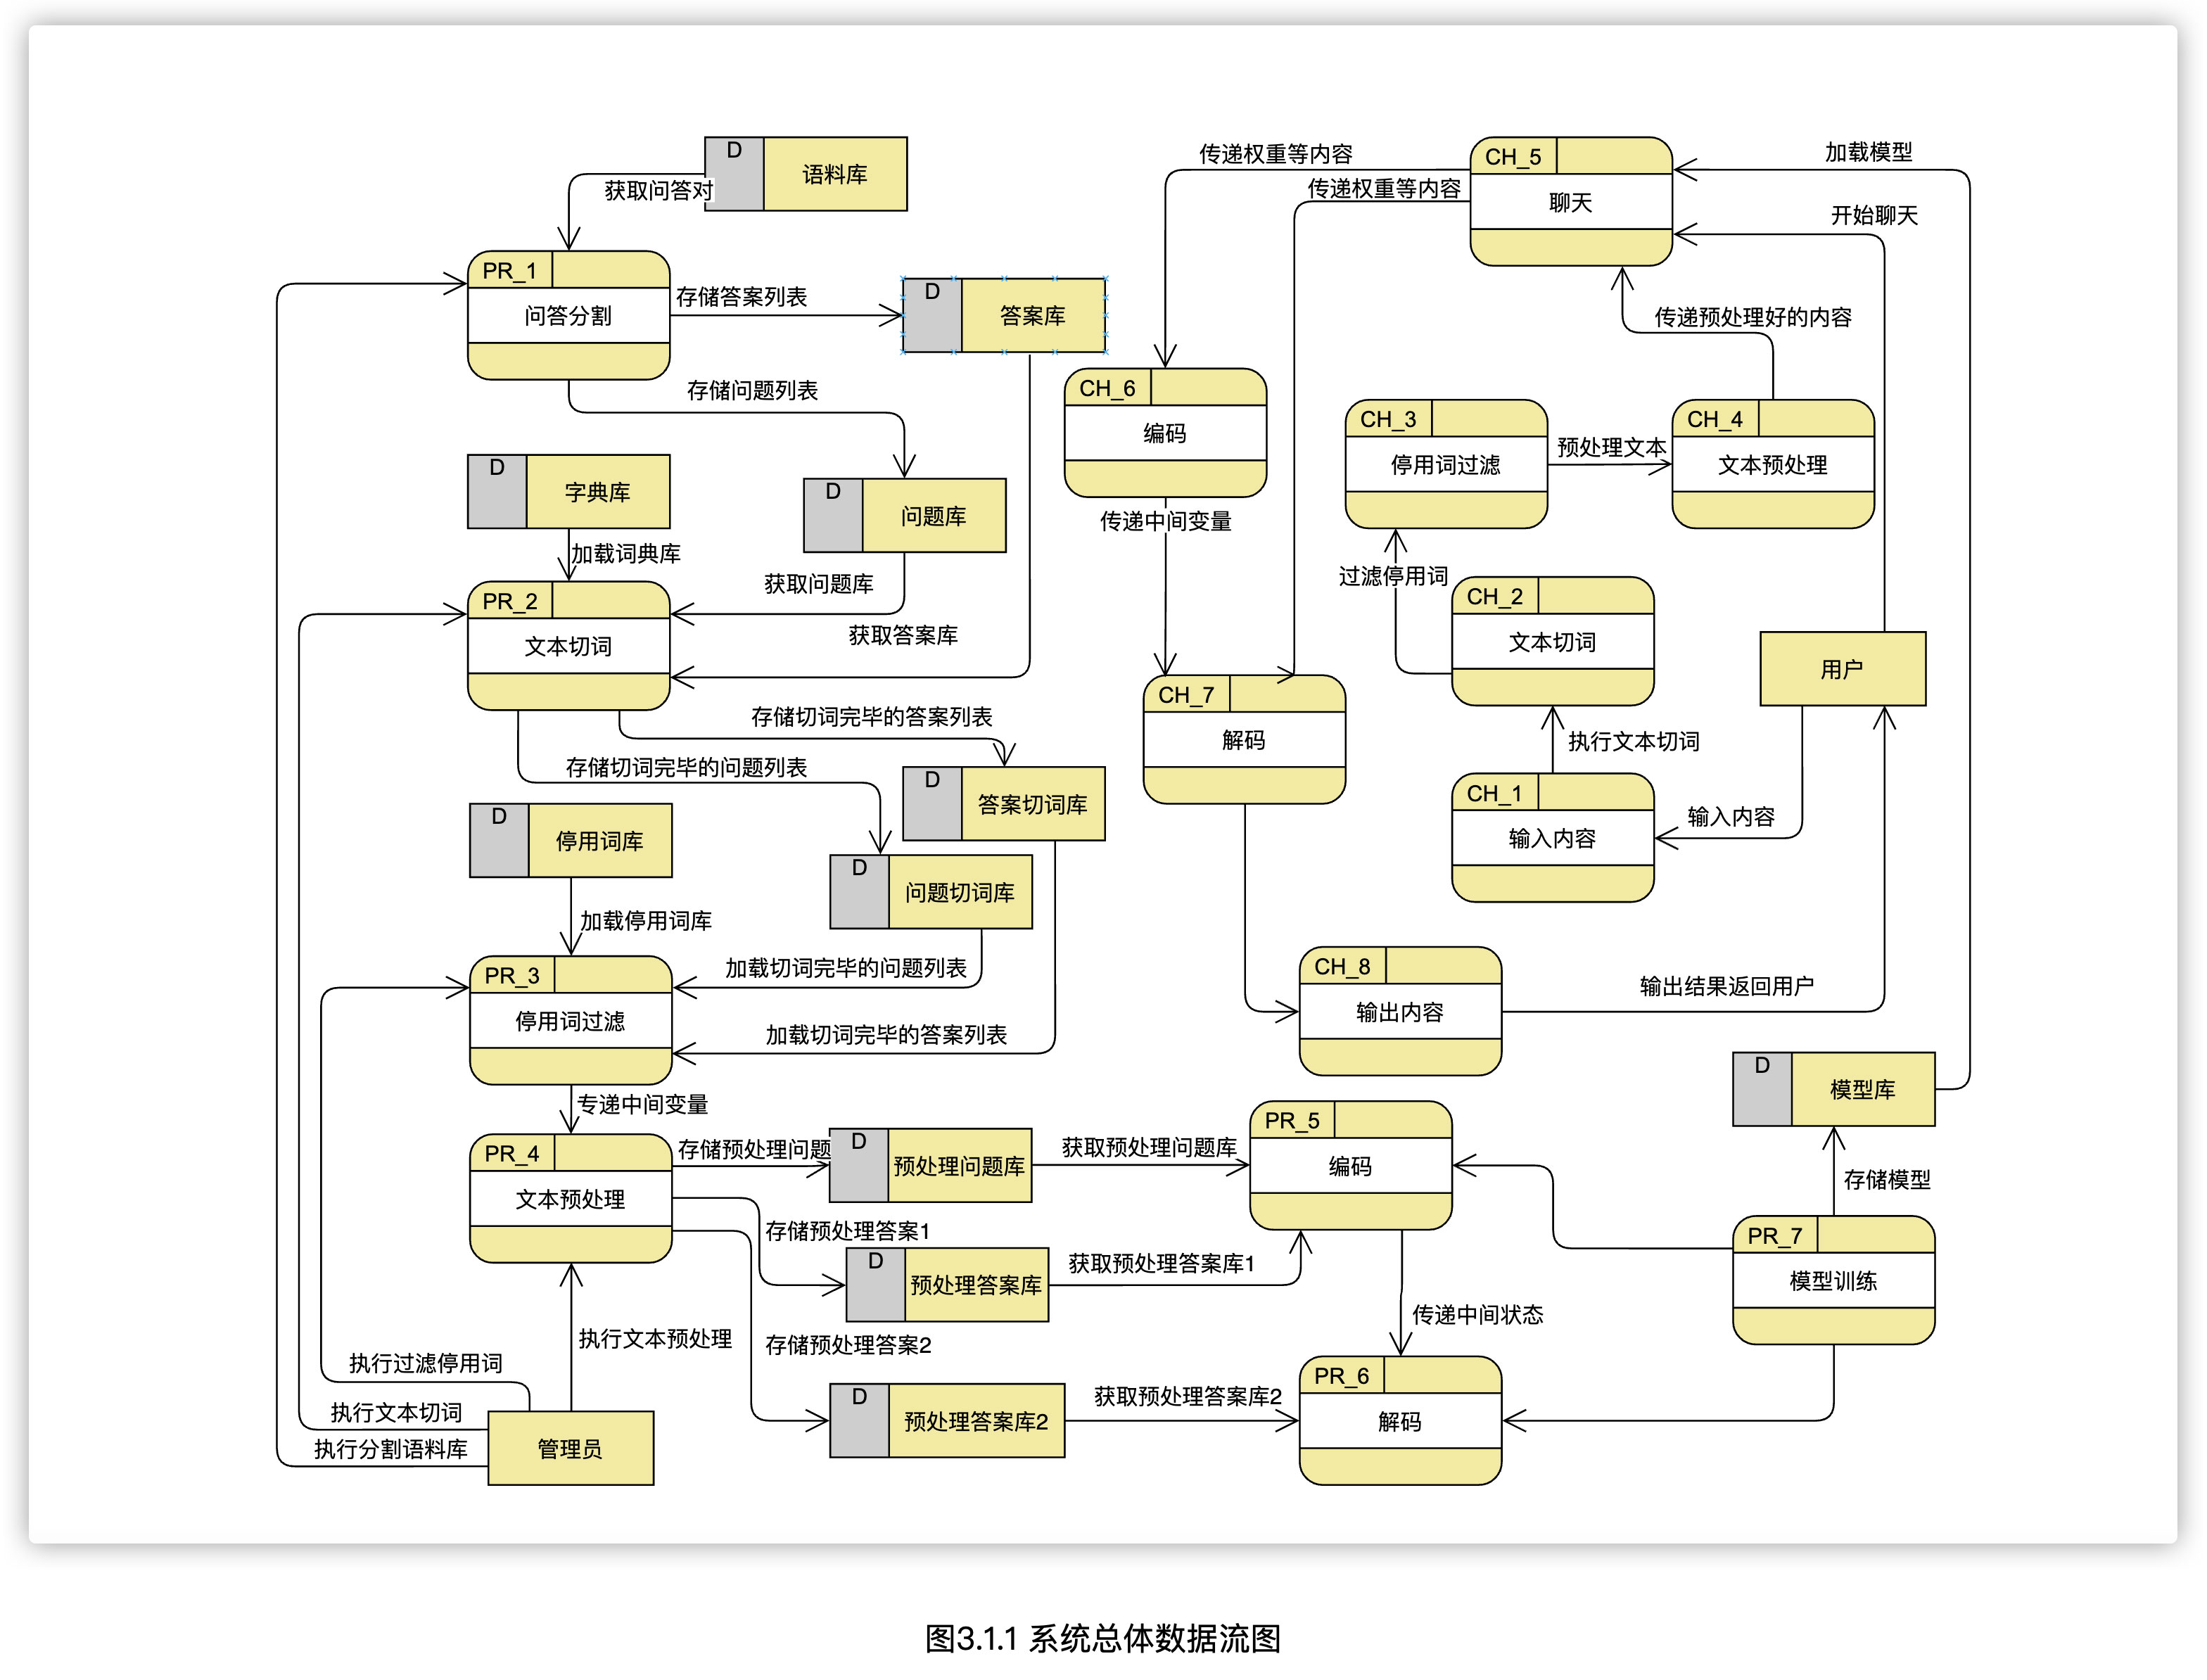 D
语料库
获取问答对
PR_1
问答分割
存储答案列表
D
答案库
存储问题列表
D
字典库
D
问题库
加载词典库
获取问题库
PR_2
文本切词
获取答案库
存储切词完毕的答案列表
存储切词完毕的问题列表
D
答案切词库
D
停用词库
D
问题切词库
加载停用词库
加载切词完毕的问题列表
PR_3
停用词过滤
加载切词完毕的答案列表
专递中间变量
PR_4
文本预处理
存储预处理问题
D
预处理问题库
获取预处理问题库
存储预处理答案1
D
预处理答案库
获取预处理答案库1
存储预处理答案2
D
预处理答案库2
获取预处理答案库2
执行文本预处理
执行过滤停用词
执行文本切词
执行分割语料库
管理员
传递权重等内容
传递权重等内容
CH_5
聊天
加载模型
开始聊天
传递预处理好的内容
CH_6
编码
传递中间变量
CH_3
停用词过滤
预处理文本
CH_4
文本预处理
过滤停用词
CH_2
文本切词
用户
CH_7
解码
执行文本切词
CH_1
输入内容
输入内容
CH_8
输出内容
输出结果返回用户
D
模型库
PR_5
编码
存储模型
PR_7
模型训练
传递中间状态
PR_6
解码
图3.1.1 系统总体数据流图